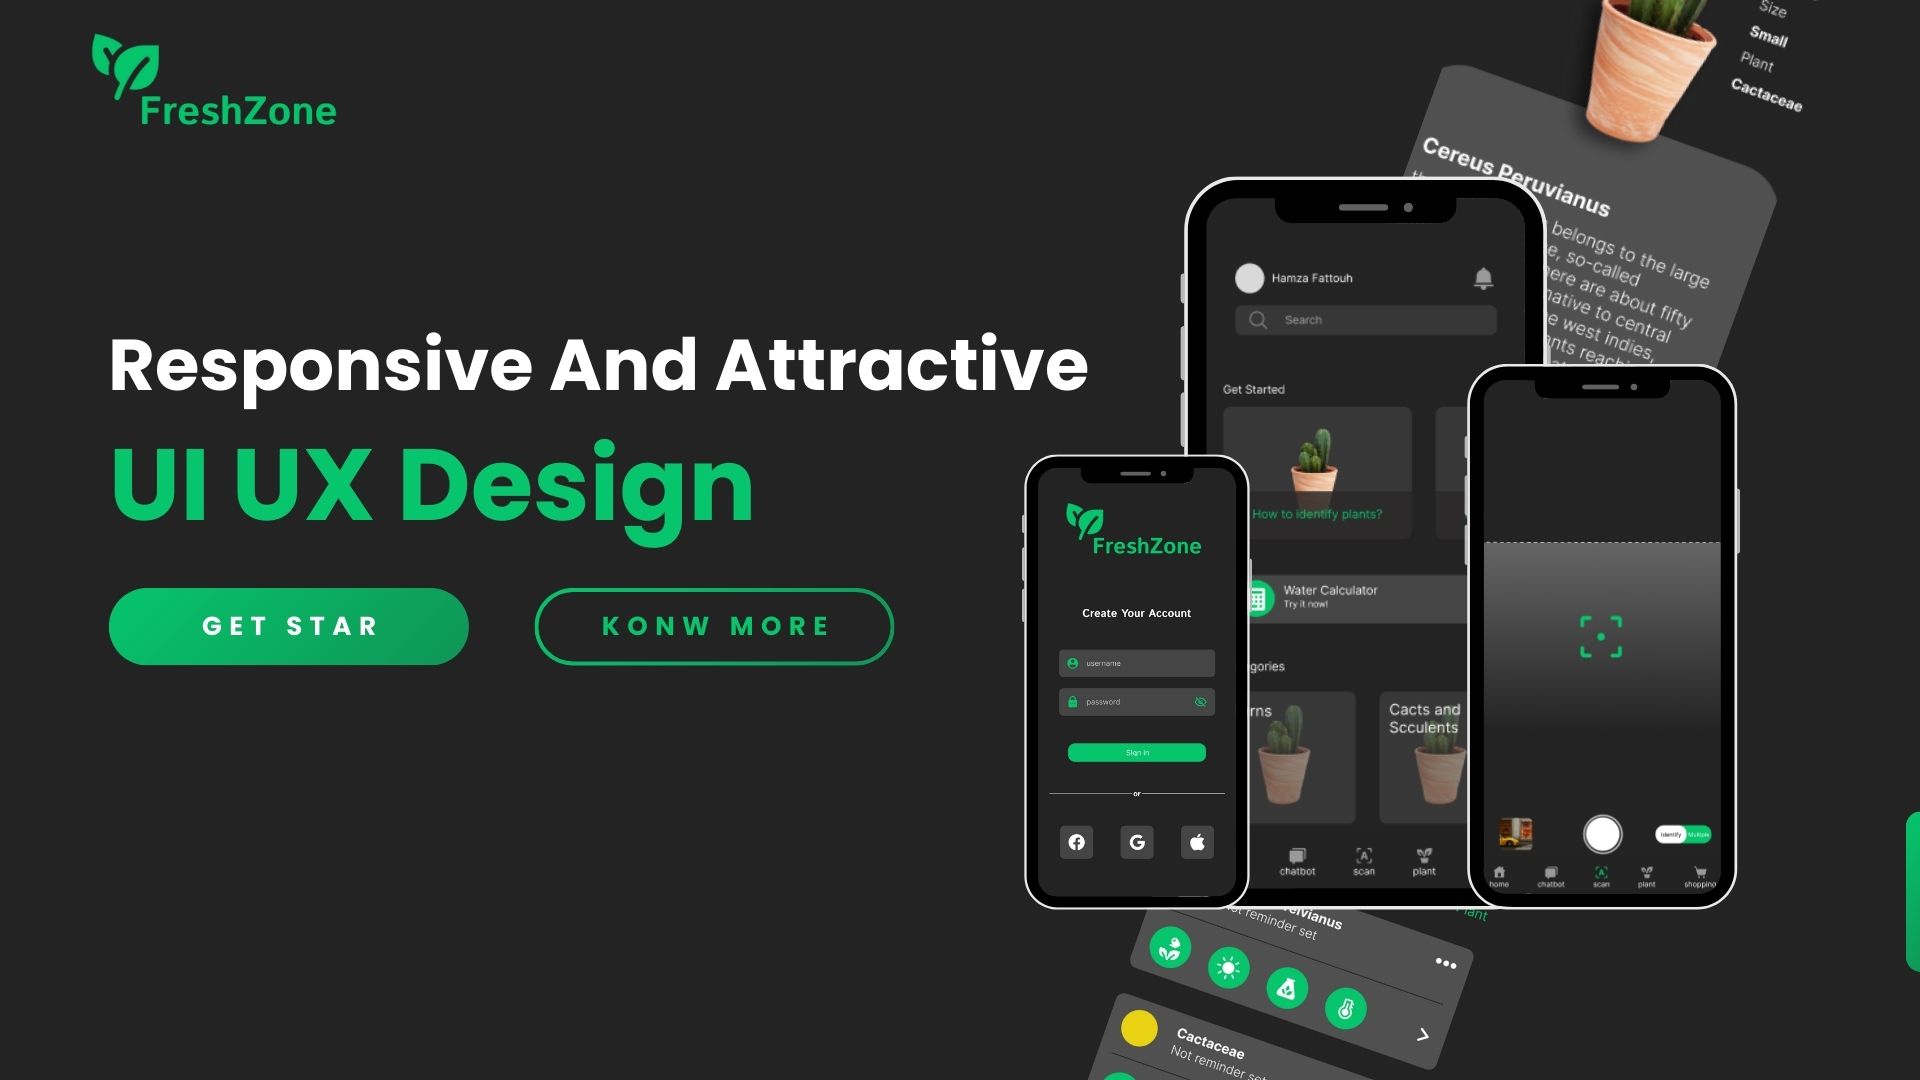 FreshZone
Responsive And Attractive
UI UX Design
GET STAR
KONW MORE
Size
Small
Plant
Cactaceae
Cereus Peruvianus
belongs to the large
so-called
are about fifty
native to central
west indies,
Hamza Fattouh
Search
Get Started
How to identify plants?
Water Calculator
Try it now!
gories
rns
Cacts and
Scculents
chatbot
scan
plant
FreshZone
Create Your Account
username
password
Sign in
or
Identify
Multiple
home
chatbot
scan
plant
shopping
Not reminder set
Cactaceae
Not reminder set